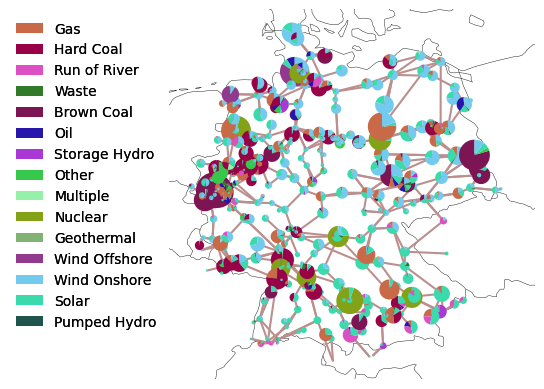 Gas
Hard Coal
Run of River
Waste
Brown Coal
Oil
Storage Hydro
Other
Multiple
Nuclear
Geothermal
Wind Offshore
Wind Onshore
Solar
Pumped Hydro